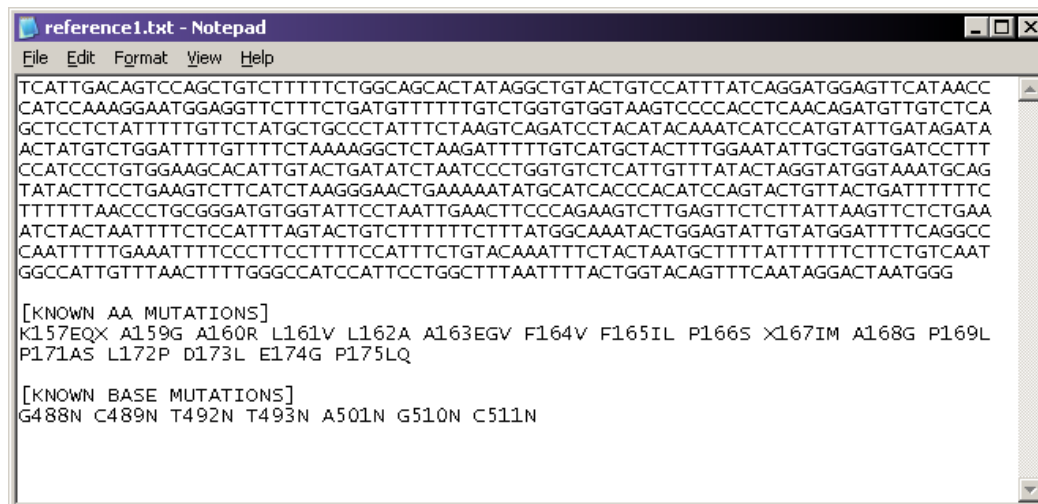 reference1.txt - Notepad
File Edit Format View Help
TCATTGACAGTCCAGCTGTCTTTTTCTGGCAGCACTATAGGCTGTACTGTCCATTTATCAGGATGGAGTTCATAACC
CATCCAAAGGAATGGAGGTTCTTTCTGATGTTTTTTGTCTGGTGTGGTAAGTCCCCACCTCAACAGATGTTGTCTCA
GCTCCTCTATTTTTGTTCTATGCTGCCCTATTTCTAAGTCAGATCCTACATACAAATCATCCATGTATTGATAGATA
ACTATGTCTGGATTTTGTTTTCTAAAAGGCTCTAAGATTTTTGTCATGCTACTTTGGAATATTGCTGGTGATCCTTT
CCATCCCTGTGGAAGCACATTGTACTGATATCTAATCCCTGGTGTCTCATTGTTTATACTAGGTATGGTAAATGCAG
TATACTTCCTGAAGTCTTCATCTAAGGGAACTGAAAAATATGCATCACCCACATCCAGTACTGTTACTGATTTTTTC
TTTTTTAACCCTGCGGGATGTGGTATTCCTAATTGAACTTCCCAGAAGTCTTGAGTTCTCTTATTAAGTTCTCTGAA
ATCTACTAATTTTCTCCATTTAGTACTGTCTTTTTTCTTTATGGCAAATACTGGAGTATTGTATGGATTTTCAGGCC
CAATTTTTGAAATTTTCCCTTCCTTTTCCATTTCTGTACAAATTTCTACTAATGCTTTTATTTTTTCTTCTGTCAAT
GGCCATTGTTTAACTTTTGGGCCATCCATTCCTGGCTTTAATTTTACTGGTACAGTTTCAATAGGACTAATGGG
[KNOWN AA MUTATIONS]
K157EQX A159G A160R L161V L162A A163EGV F164V F165IL P166S X167IM A168G P169L
P171AS L172P D173L E174G P175LQ
[KNOWN BASE MUTATIONS]
G488N C489N T492N T493N A501N G510N C511N